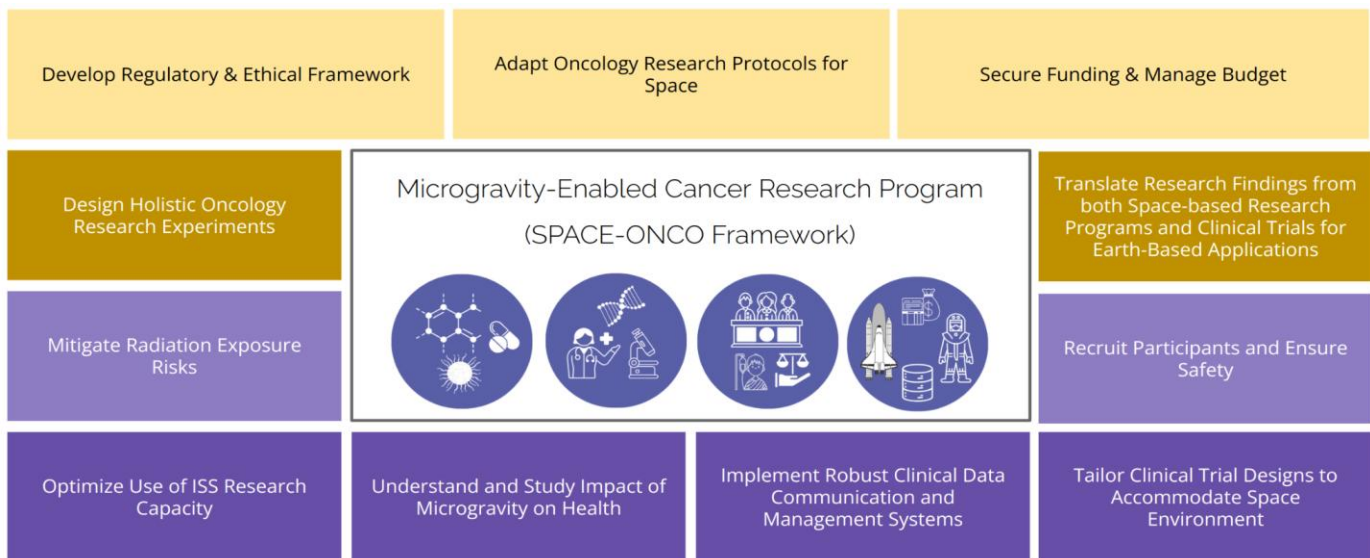 Develop Regulatory & Ethical Framework
Adapt Oncology Research Protocols for
Space
Secure Funding & Manage Budget
Design Holistic Oncology
Research Experiments
Microgravity-Enabled Cancer Research Program
(SPACE-ONCO Framework)
Translate Research Findings from
both Space-based Research
Programs and Clinical Trials for
Earth-Based Applications
Mitigate Radiation Exposure
Risks
Recruit Participants and Ensure
Safety
Optimize Use of ISS Research
Capacity
Understand and Study Impact of
Microgravity on Health
Implement Robust Clinical Data
Communication and
Management Systems
Tailor Clinical Trial Designs to
Accommodate Space
Environment